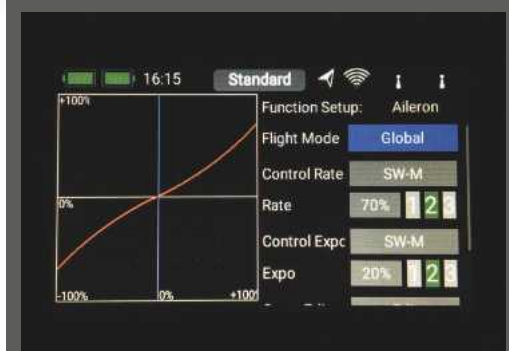 16:15 Standard
+100%
Function Setup: Aileron
Flight Mode Global
Control Rate SW-M
0% Rate 70% 1 2 3
Control Expc SW-M
Expo 20% 1 2 3
-100% 0% +100